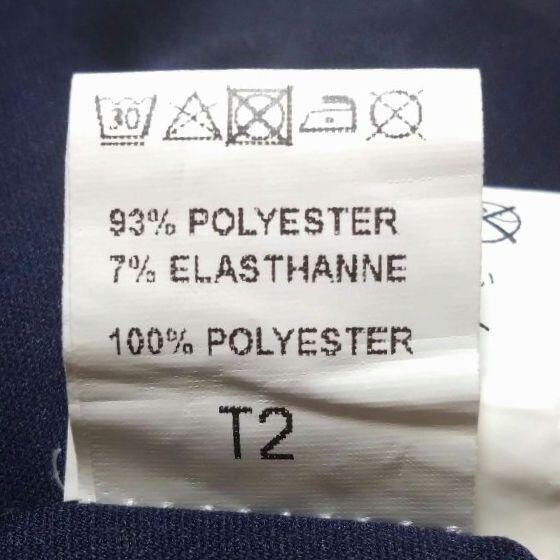 30
93% POLYESTER
7% ELASTHANNE
100% POLYESTER
T2